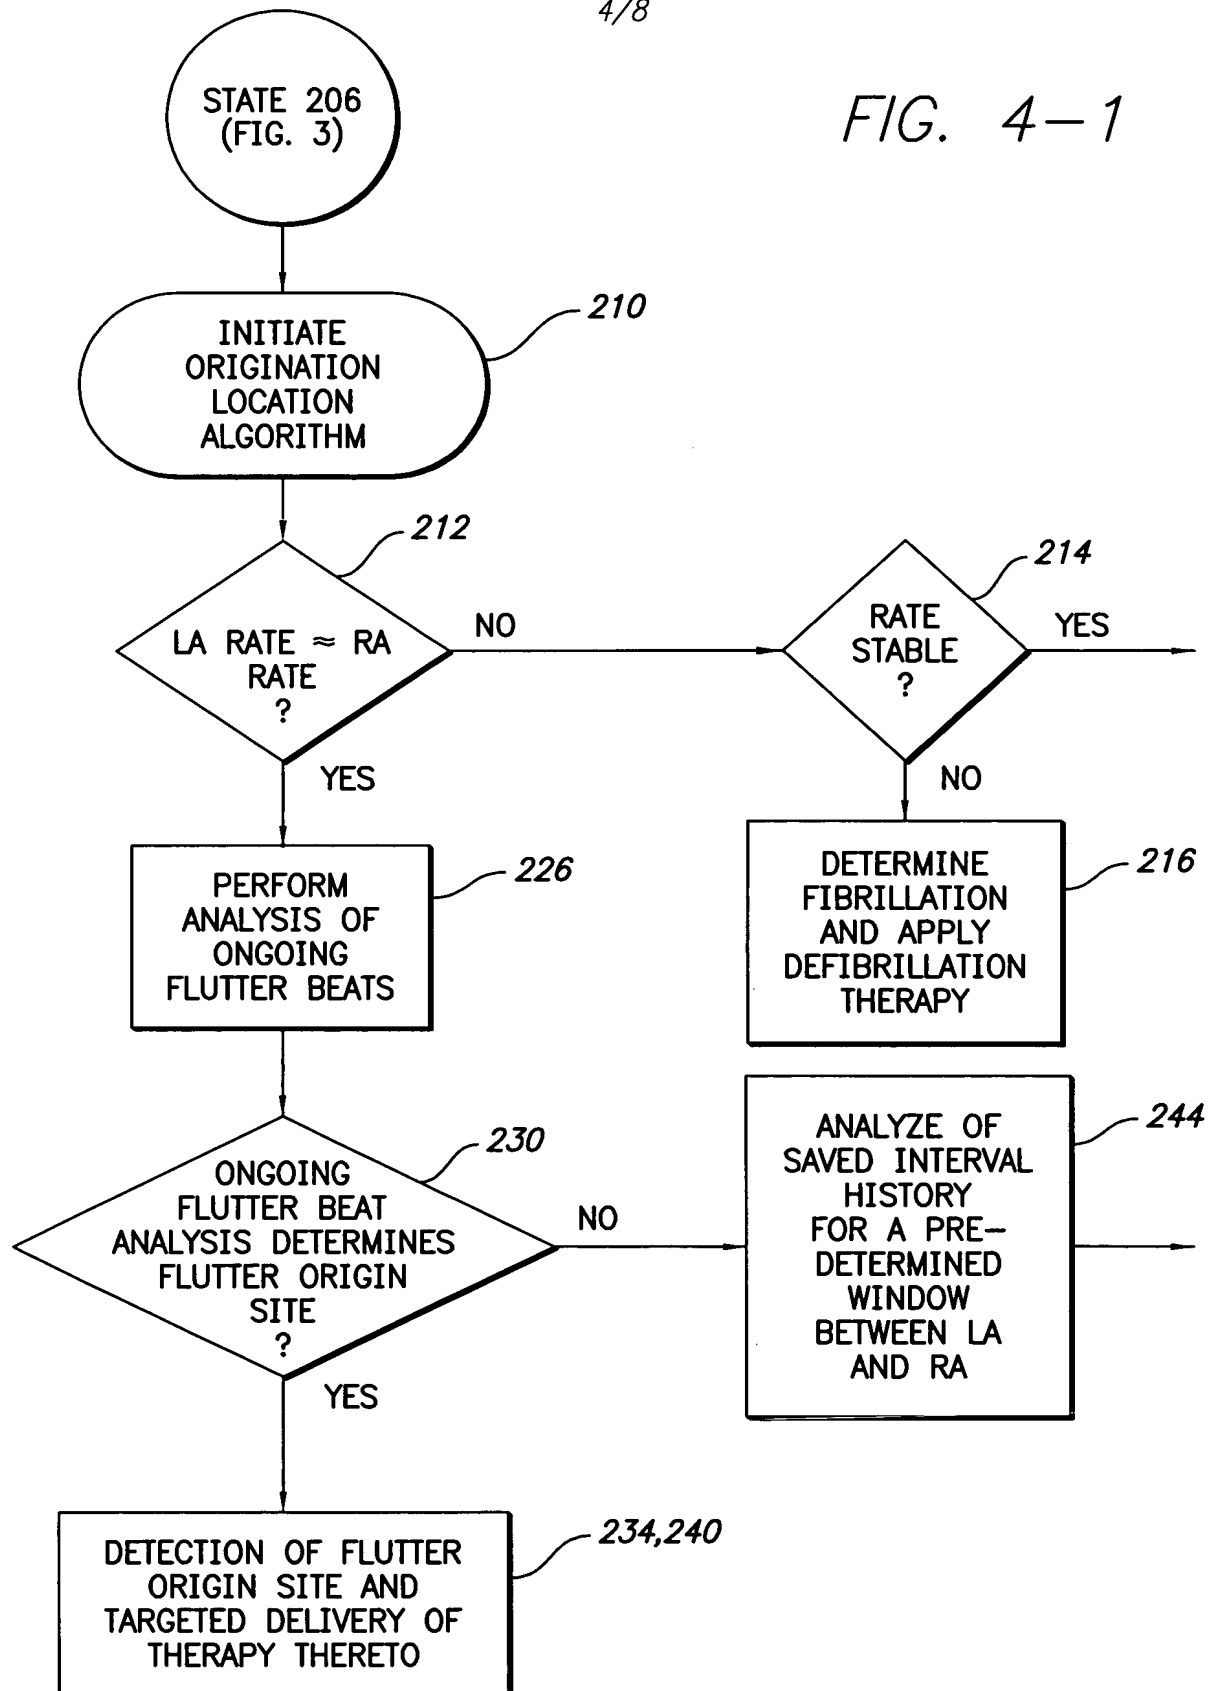 4/8
FIG. 4-1
STATE 206
(FIG. 3)
INITIATE
ORIGINATION
LOCATION
ALGORITHM
210
LA RATE ≈ RA
RATE
?
212
NO
YES
RATE
STABLE
?
214
YES
NO
DETERMINE
FIBRILLATION
AND APPLY
DEFIBRILLATION
THERAPY
216
PERFORM
ANALYSIS OF
ONGOING
FLUTTER BEATS
226
ONGOING
FLUTTER BEAT
ANALYSIS DETERMINES
FLUTTER ORIGIN
SITE
?
230
NO
YES
ANALYZE OF
SAVED INTERVAL
HISTORY
FOR A PRE-
DETERMINED
WINDOW
BETWEEN LA
AND RA
244
DETECTION OF FLUTTER
ORIGIN SITE AND
TARGETED DELIVERY OF
THERAPY THERETO
234,240